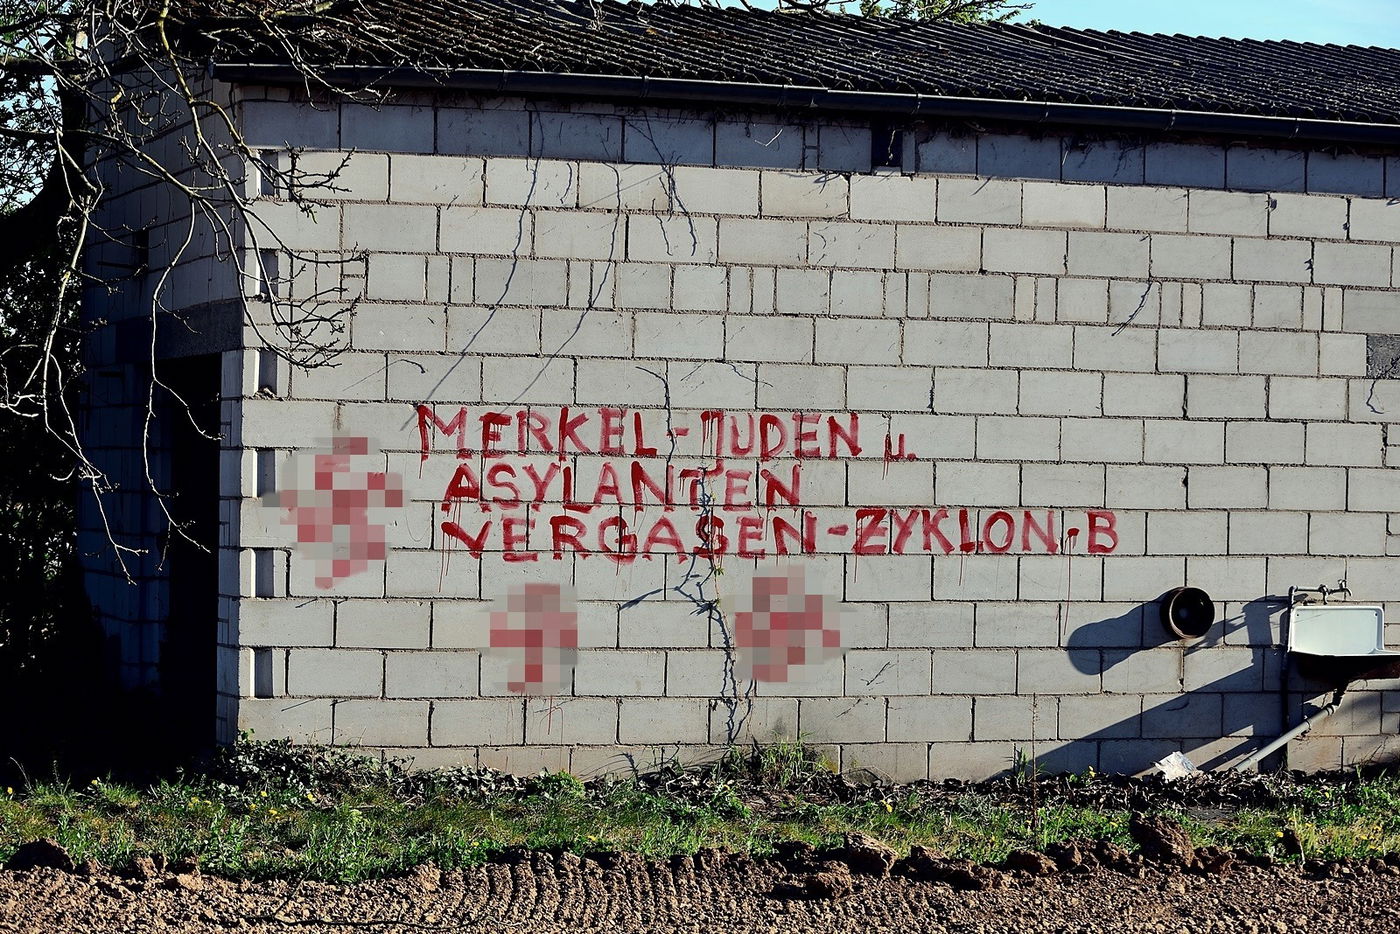 MERKEL-JUDEN u.
ASYLANTEN
VERGASEN-ZYKLON-B